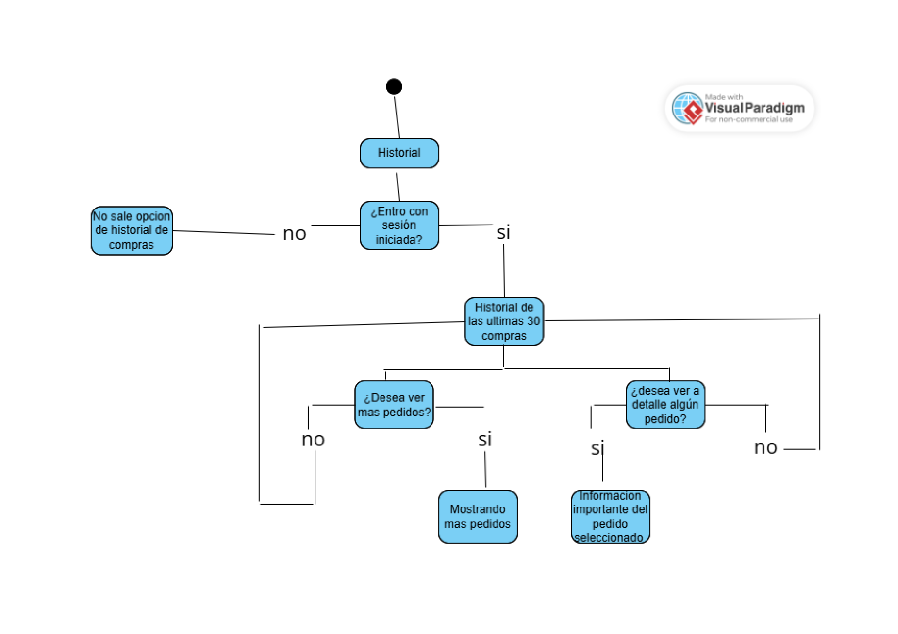 Made with
VisualParadigm
For non-commercial use
Historial
¿Entro con
sesión
iniciada?
No sale opcion
de historial de
compras
no
si
Historial de
las ultimas 30
compras
¿Desea ver
mas pedidos?
¿desea ver a
detalle algún
pedido?
no
si
si
no
Mostrando
mas pedidos
Informacion
importante del
pedido
seleccionado